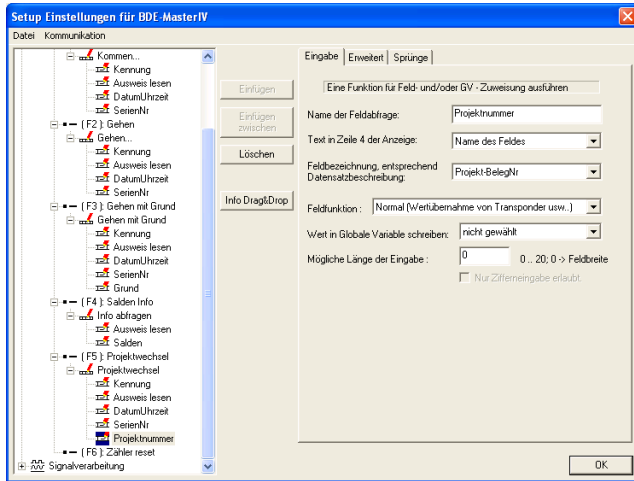 Setup Einstellungen für BDE-MasterIV
Datei Kommunikation
Kommen...
Kennung
Ausweis lesen
DatumUhrzeit
SerienNr
(F2): Gehen
Gehen...
Kennung
Ausweis lesen
DatumUhrzeit
SerienNr
(F3): Gehen mit Grund
Gehen mit Grund
Kennung
Ausweis lesen
DatumUhrzeit
SerienNr
Grund
(F4): Salden Info
Info abfragen
Ausweis lesen
Salden
(F5): Projektwechsel
Projektwechsel
Kennung
Ausweis lesen
DatumUhrzeit
SerienNr
Projektnummer
(F6): Zähler reset
Signalverarbeitung
Einfügen
Einfügen
zwischen
Löschen
Info Drag&Drop
Eingabe Erweitert Sprünge
Eine Funktion für Feld- und/oder GV - Zuweisung ausführen
Name der Feldabfrage: Projektnummer
Text in Zeile 4 der Anzeige: Name des Feldes
Feldbezeichnung, entsprechend
Datensatzbeschreibung: Projekt-BelegNr
Feldfunktion : Normal (Wertübernahme von Transponder usw..)
Wert in Globale Variable schreiben: nicht gewählt
Mögliche Länge der Eingabe : 0 0 .. 20; 0 -> Feldbreite
Nur Zifferneingabe erlaubt.
OK